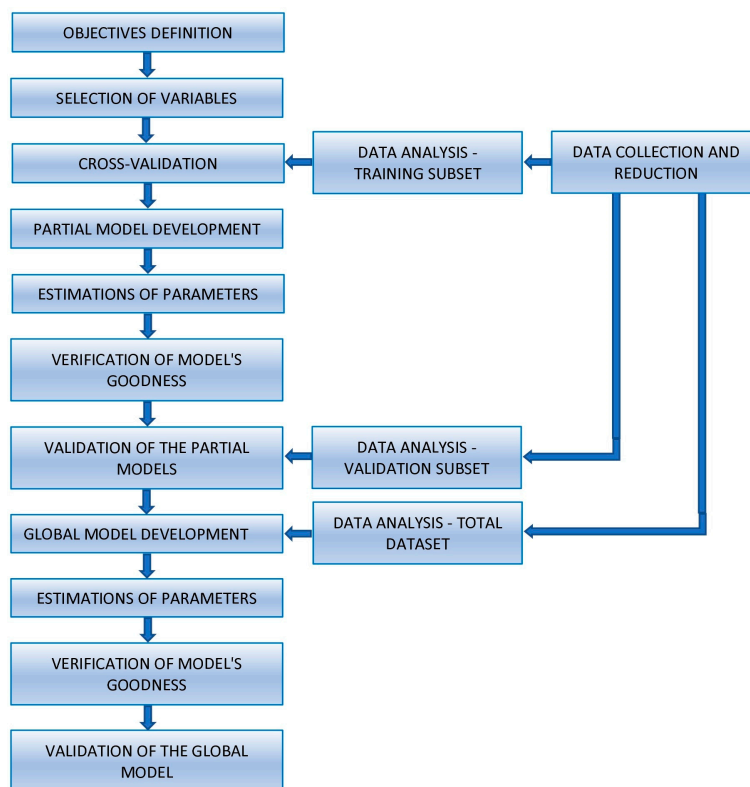 OBJECTIVES DEFINITION
SELECTION OF VARIABLES
CROSS-VALIDATION
DATA ANALYSIS -
TRAINING SUBSET
DATA COLLECTION AND
REDUCTION
PARTIAL MODEL DEVELOPMENT
ESTIMATIONS OF PARAMETERS
VERIFICATION OF MODEL'S
GOODNESS
VALIDATION OF THE PARTIAL
MODELS
DATA ANALYSIS -
VALIDATION SUBSET
GLOBAL MODEL DEVELOPMENT
DATA ANALYSIS - TOTAL
DATASET
ESTIMATIONS OF PARAMETERS
VERIFICATION OF MODEL'S
GOODNESS
VALIDATION OF THE GLOBAL
MODEL